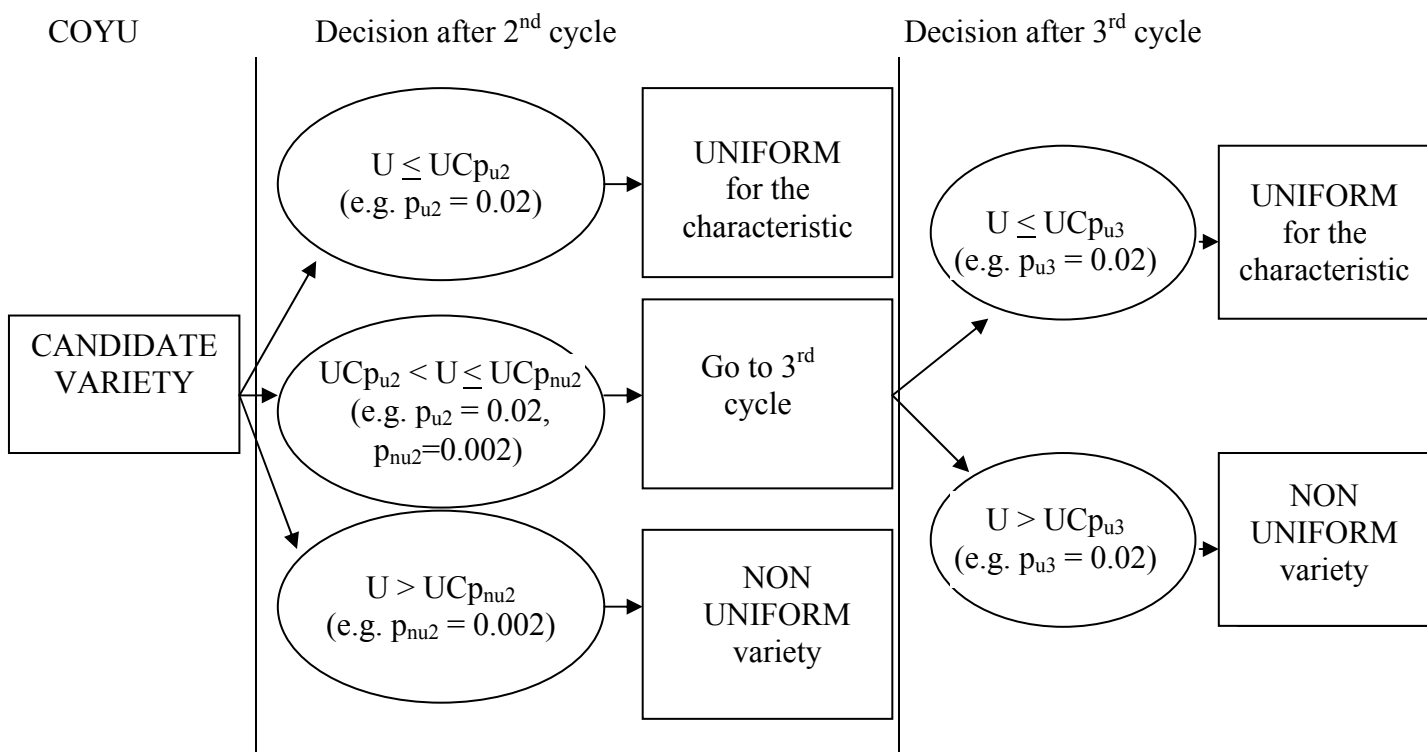 COYU
Decision after 2nd cycle
Decision after 3rd cycle
CANDIDATE
VARIETY
U ≤ UCpu2
(e.g. pu2 = 0.02)
UNIFORM
for the
characteristic
UCpu2 < U ≤ UCpnu2
(e.g. pu2 = 0.02,
pnu2=0.002)
Go to 3rd
cycle
U > UCpnu2
(e.g. pnu2 = 0.002)
NON
UNIFORM
variety
U ≤ UCpu3
(e.g. pu3 = 0.02)
UNIFORM
for the
characteristic
U > UCpu3
(e.g. pu3 = 0.02)
NON
UNIFORM
variety